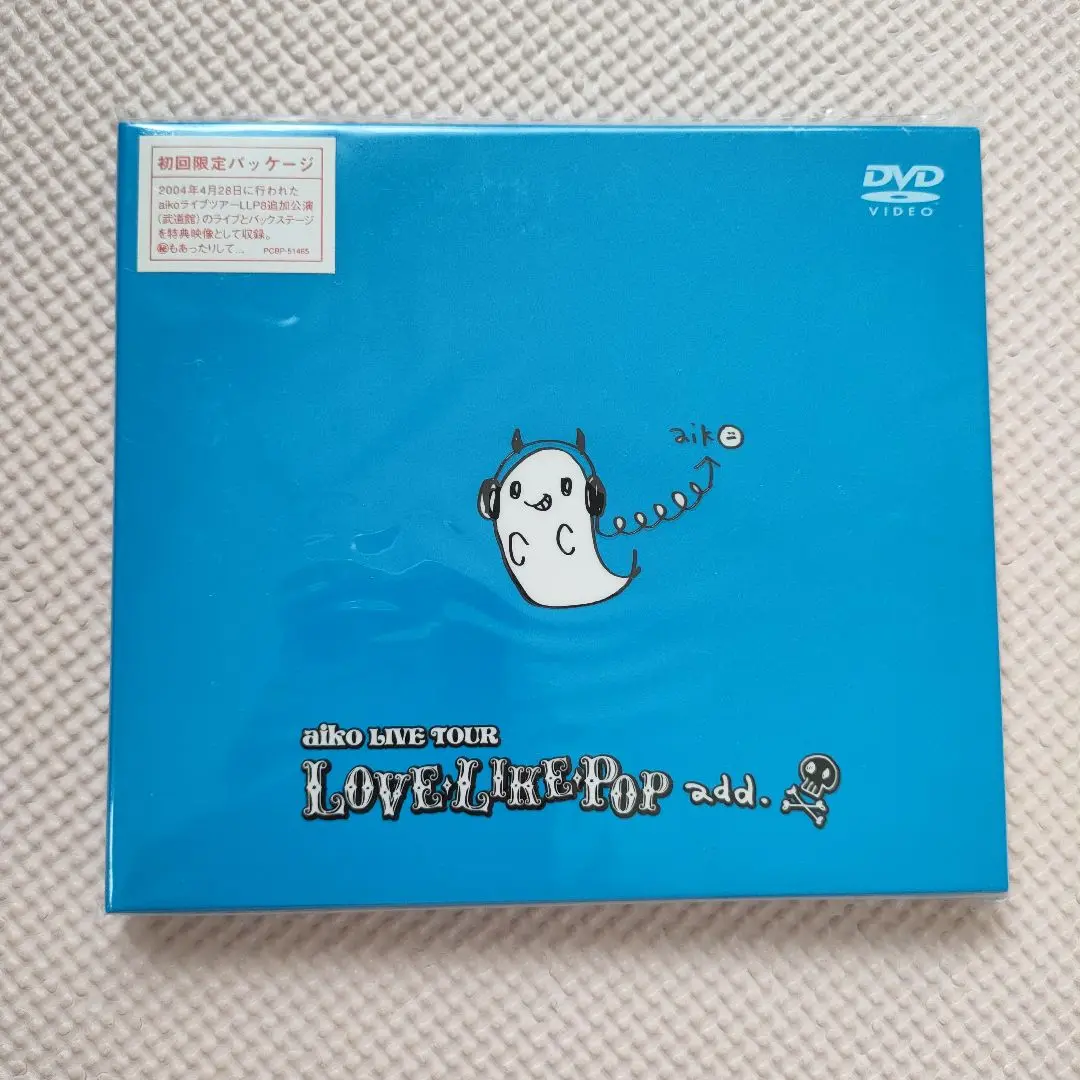 初回限定パッケージ
2004年4月28日に行われた
aikoライブツアーLLP8追加公演
(武道館)のライブとバックステージ
を特典映像として収録。
㊙もあったりして… PCBP-51465
DVD
VIDEO
aiko
aiko LIVE TOUR
LOVE・LIKE・POP add.